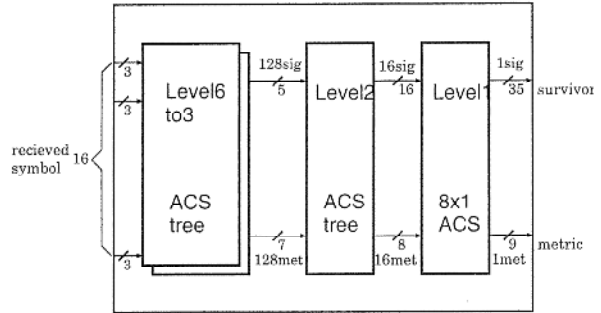 3
3
recieved
symbol
16
3
Level6
to3
ACS
tree
128sig
5
7
128met
Level2
ACS
tree
16sig
16
8
16met
Level1
8x1
ACS
1sig
35
survivor
9
1met
metric